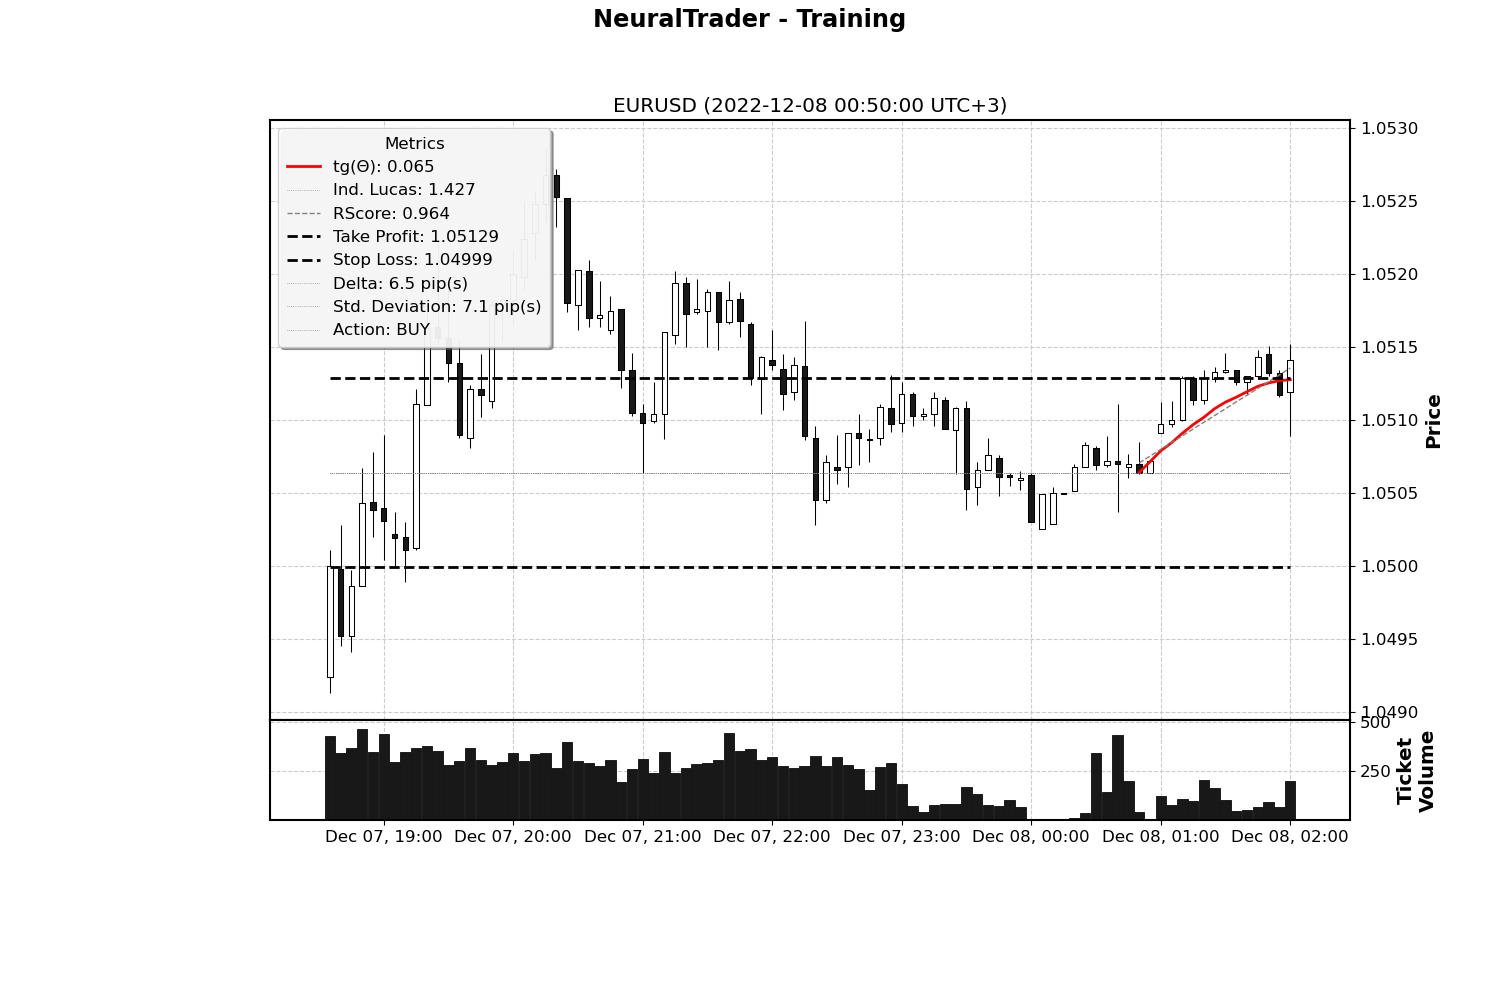 NeuralTrader - Training
EURUSD (2022-12-08 00:50:00 UTC+3)
Metrics
tg(Θ): 0.065
Ind. Lucas: 1.427
RScore: 0.964
Take Profit: 1.05129
Stop Loss: 1.04999
Delta: 6.5 pip(s)
Std. Deviation: 7.1 pip(s)
Action: BUY
1.0530
1.0525
1.0520
1.0515
1.0510
1.0505
1.0500
1.0495
1.0490
Price
500
250
Ticket
Volume
Dec 07, 19:00
Dec 07, 20:00
Dec 07, 21:00
Dec 07, 22:00
Dec 07, 23:00
Dec 08, 00:00
Dec 08, 01:00
Dec 08, 02:00